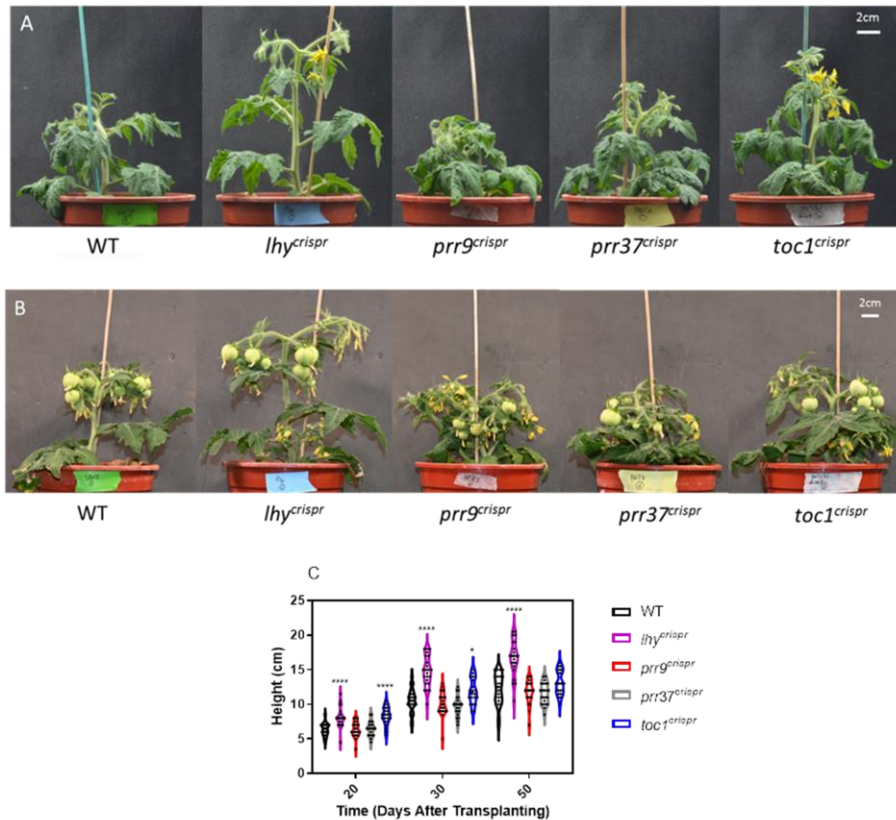 A
2cm
WT
lhycrispr
prr9crispr
prr37crispr
toc1crispr
B
2cm
WT
lhycrispr
prr9crispr
prr37crispr
toc1crispr
C
Height (cm)
25
20
15
10
5
0
****
****
****
*
****
20
30
50
Time (Days After Transplanting)
WT
lhycrispr
prr9crispr
prr37crispr
toc1crispr